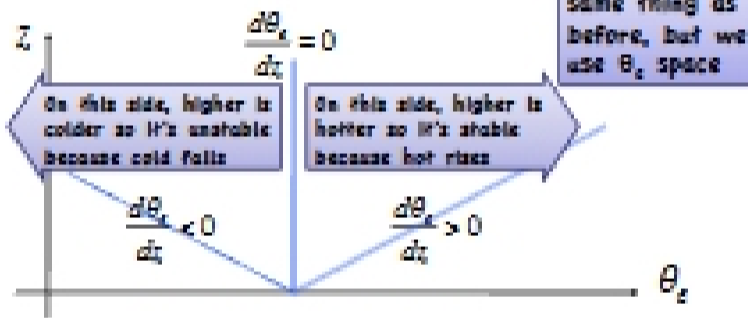 same thing as
before, but we
use θe space
z
dθe/dz = 0
On this side, higher is
colder so it's unstable
because cold falls
On this side, higher is
hotter so it's stable
because hot rises
dθe/dz < 0
dθe/dz > 0
θe